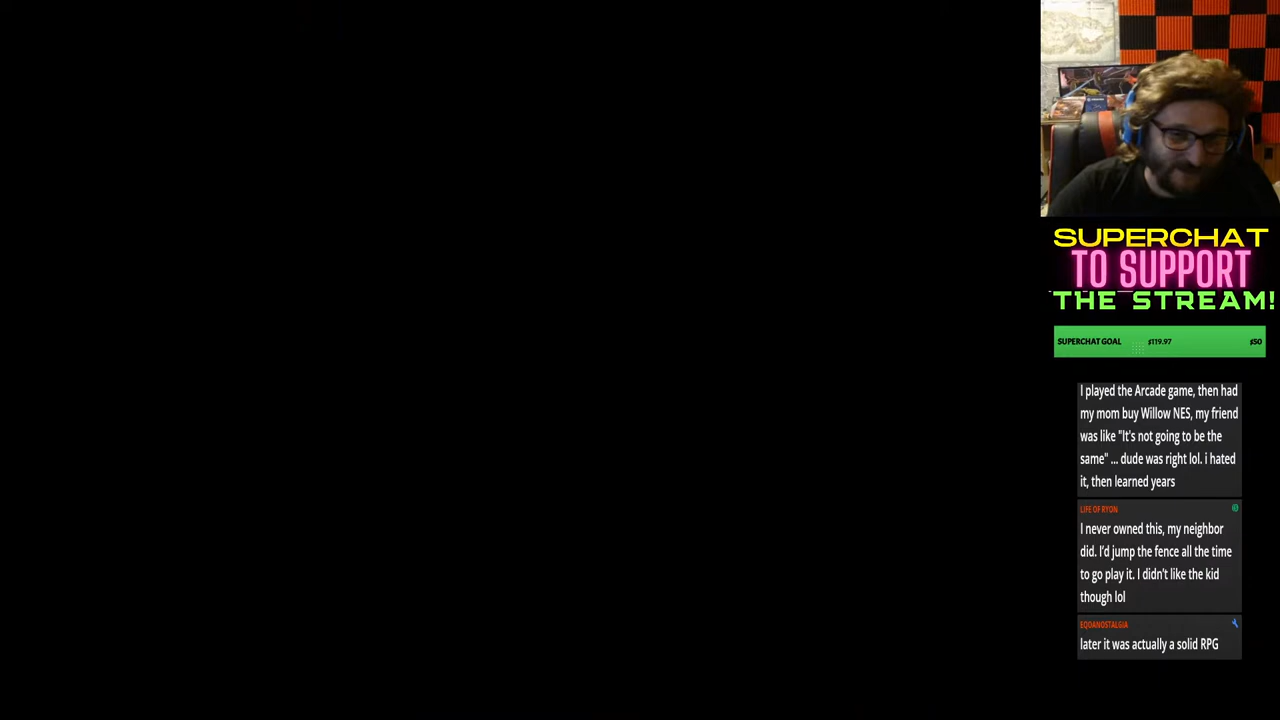 SUPERCHAT
TO SUPPORT
THE STREAM!
SUPERCHAT GOAL $119.97 $50
I played the Arcade game, then had
my mom buy Willow NES, my friend
was like "It's not going to be the
same" ... dude was right lol. i hated
it, then learned years
LIFE OF RYON
I never owned this, my neighbor
did. I'd jump the fence all the time
to go play it. I didn't like the kid
though lol
EQOANOSTALGIA
later it was actually a solid RPG